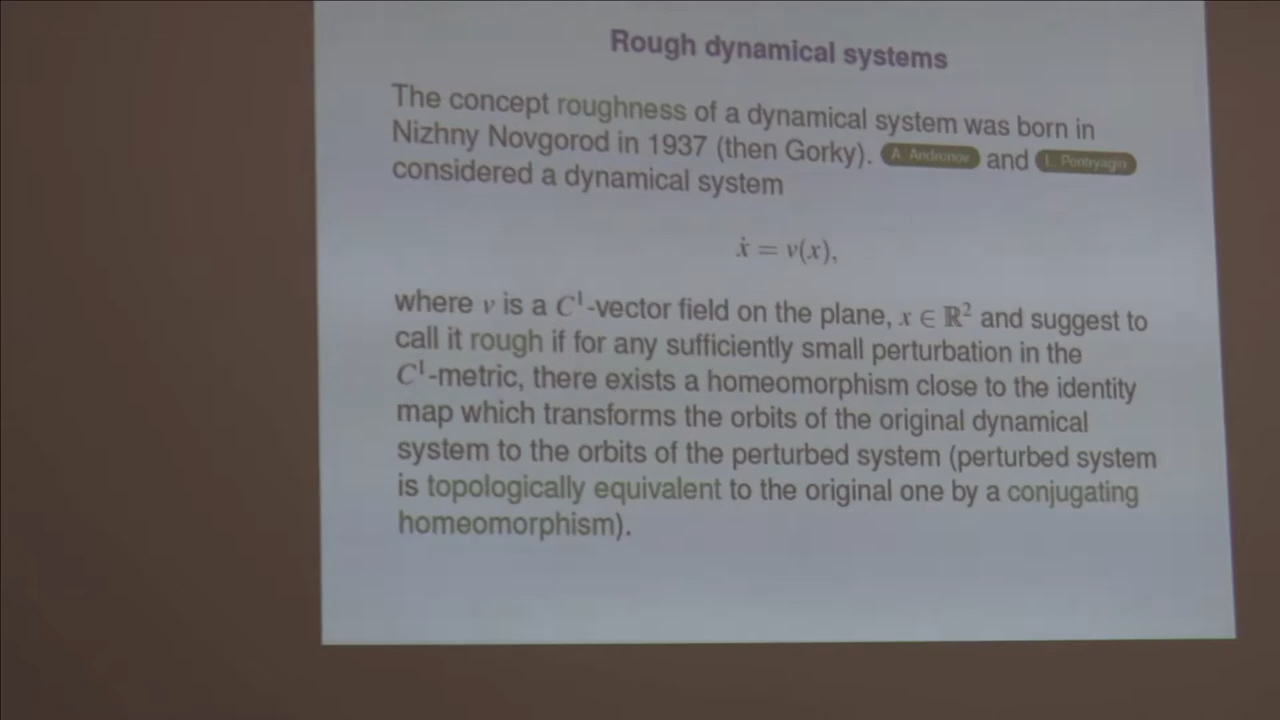 Rough dynamical systems
The concept roughness of a dynamical system was born in
Nizhny Novgorod in 1937 (then Gorky). A. Andronov and L. Pontryagin
considered a dynamical system
ẋ = v(x),
where v is a C¹-vector field on the plane, x ∈ ℝ² and suggest to
call it rough if for any sufficiently small perturbation in the
C¹-metric, there exists a homeomorphism close to the identity
map which transforms the orbits of the original dynamical
system to the orbits of the perturbed system (perturbed system
is topologically equivalent to the original one by a conjugating
homeomorphism).